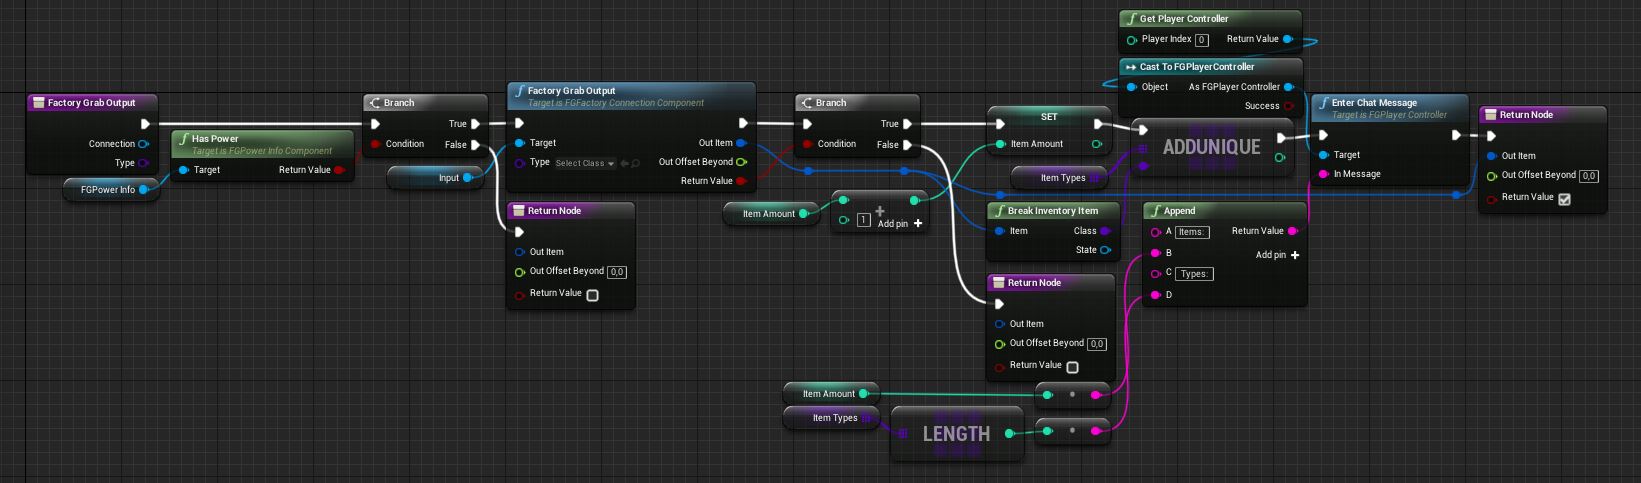 Get Player Controller
Player Index 0 Return Value
Cast To FGPlayerController
Object As FGPlayer Controller
Success
Factory Grab Output
Connection
Type
Has Power
Target is FGPower Info Component
Target Return Value
FGPower Info
Branch
True
Condition False
Factory Grab Output
Target is FGFactory Connection Component
Target Out Item
Type Select Class Out Offset Beyond
Return Value
Input
Return Node
Out Item
Out Offset Beyond 0,0
Return Value
Branch
True
Condition False
Item Amount
1
Add pin
SET
Item Amount
Item Types
ADDUNIQUE
Break Inventory Item
Item Class
State
Return Node
Out Item
Out Offset Beyond 0,0
Return Value
Append
A Items: Return Value
B Add pin
C Types:
D
Enter Chat Message
Target is FGPlayer Controller
Target
In Message
Return Node
Out Item
Out Offset Beyond 0,0
Return Value
Item Amount
Item Types
LENGTH